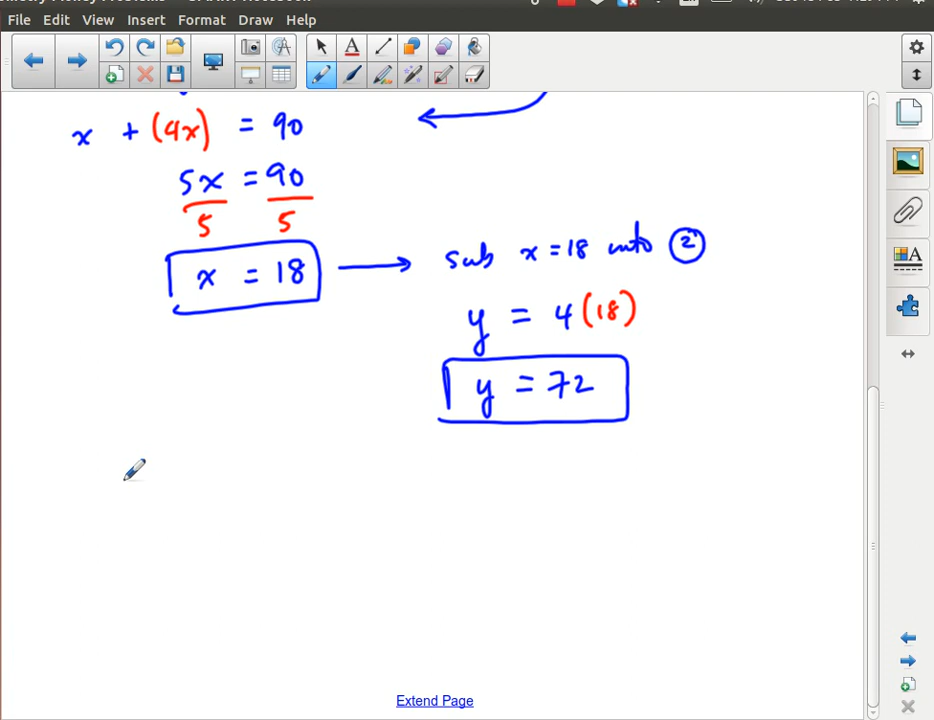 File Edit View Insert Format Draw Help
x + (4x) = 90
5x = 90
5 5
x = 18
sub x = 18 into ②
y = 4(18)
y = 72
Extend Page